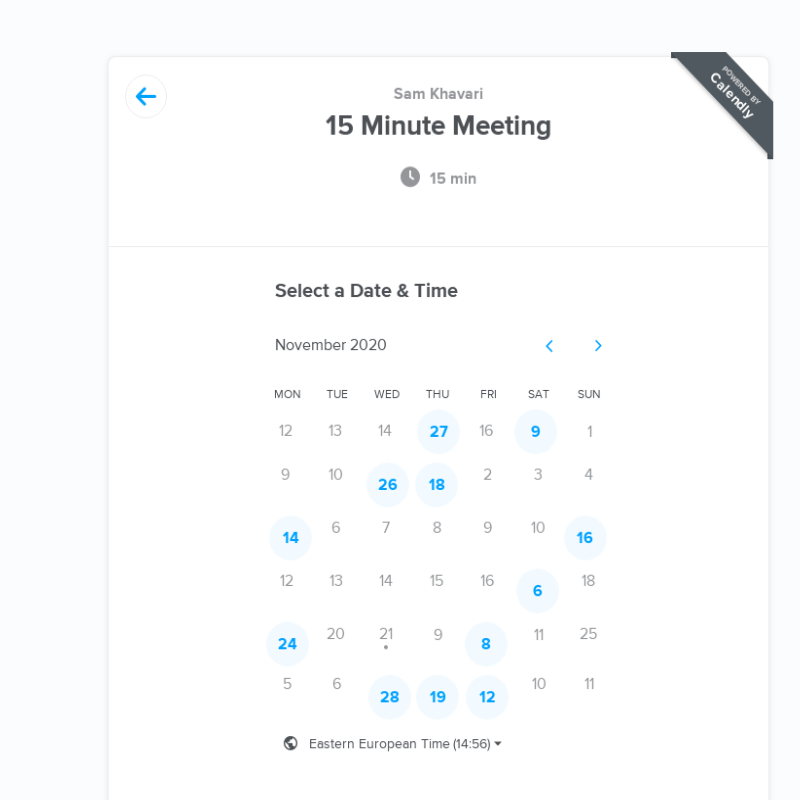 POWERED BY
Calendly
Sam Khavari
15 Minute Meeting
15 min
Select a Date & Time
November 2020
MON TUE WED THU FRI SAT SUN
12 13 14 27 16 9 1
9 10 26 18 2 3 4
14 6 7 8 9 10 16
12 13 14 15 16 6 18
24 20 21 9 8 11 25
5 6 28 19 12 10 11
Eastern European Time (14:56)